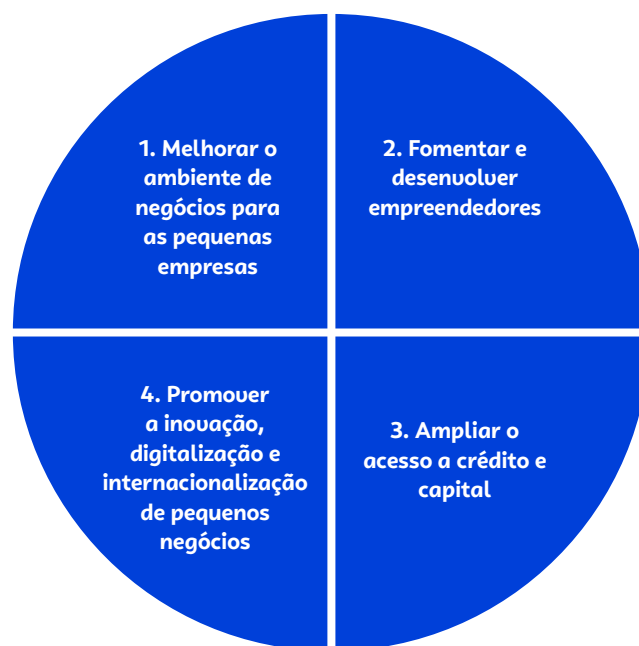 1. Melhorar o
ambiente de
negócios para
as pequenas
empresas
2. Fomentar e
desenvolver
empreendedores
3. Ampliar o
acesso a crédito e
capital
4. Promover
a inovação,
digitalização e
internacionalização
de pequenos
negócios